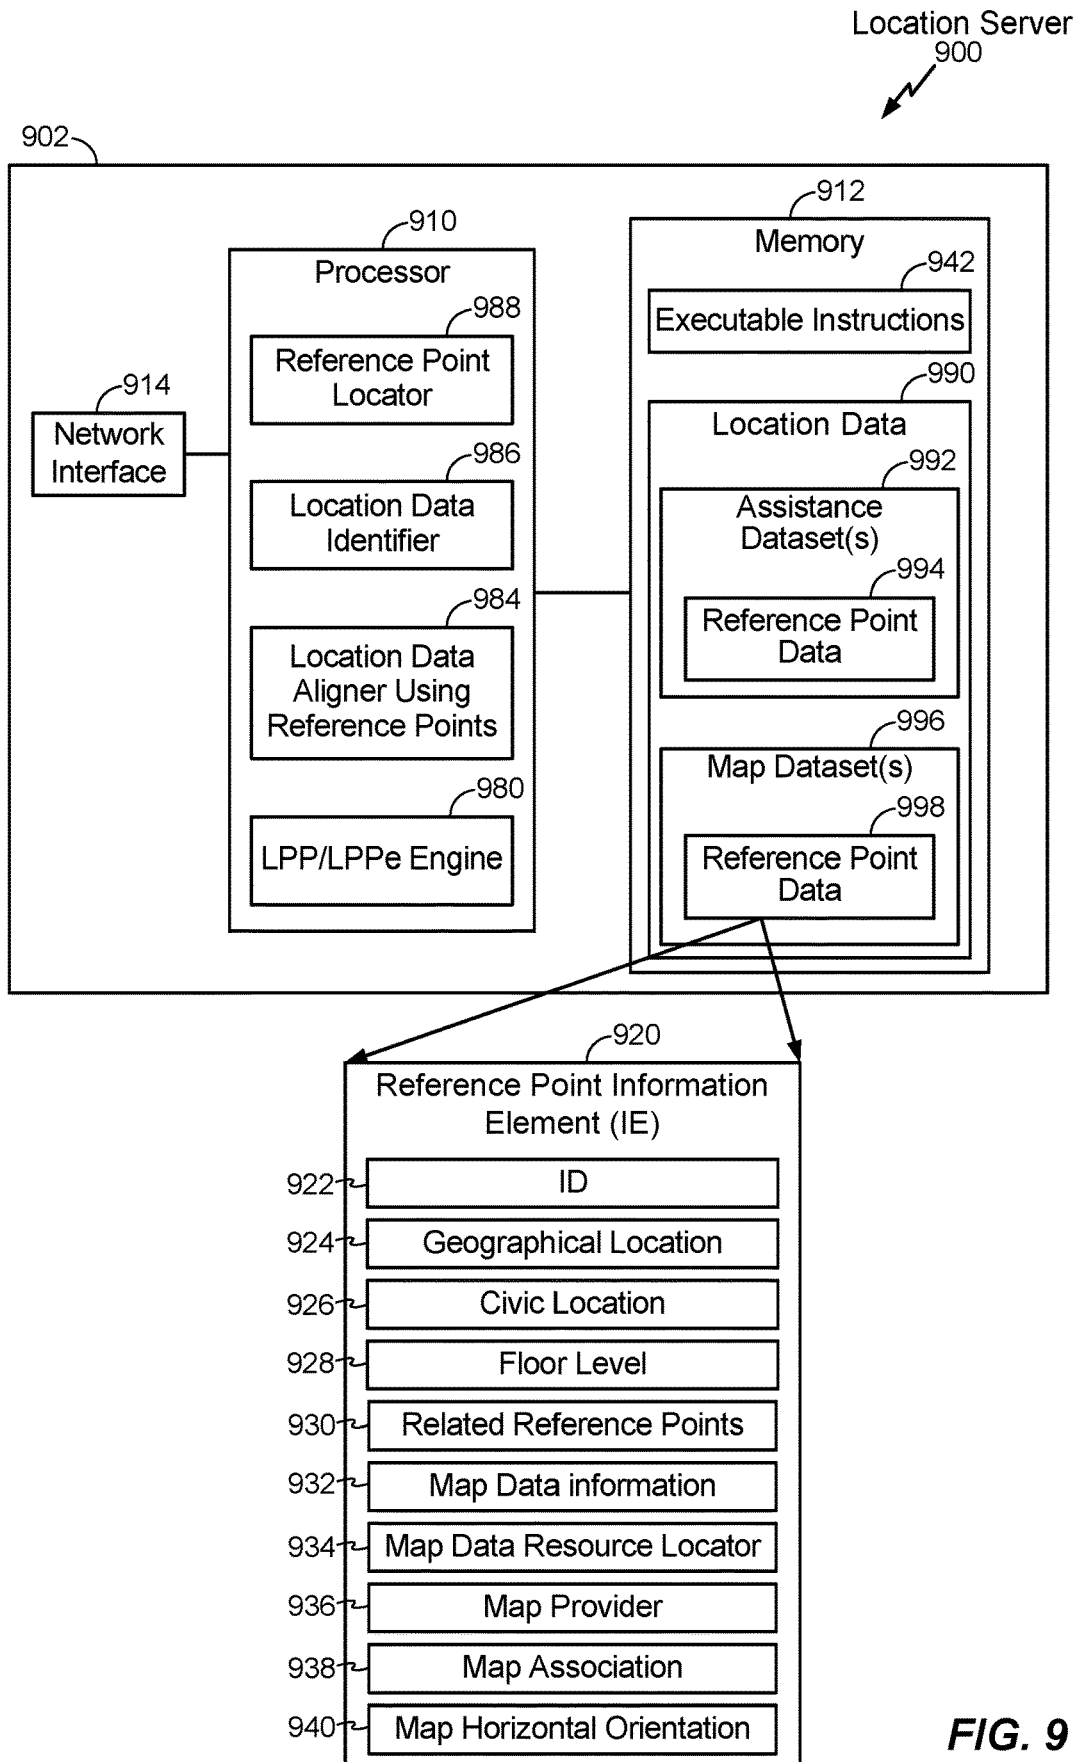 Location Server
900
902
910
Processor
988
Reference Point
Locator
914
Network
Interface
986
Location Data
Identifier
984
Location Data
Aligner Using
Reference Points
980
LPP/LPPe Engine
912
Memory
942
Executable Instructions
990
Location Data
992
Assistance
Dataset(s)
994
Reference Point
Data
996
Map Dataset(s)
998
Reference Point
Data
920
Reference Point Information
Element (IE)
922
ID
924
Geographical Location
926
Civic Location
928
Floor Level
930
Related Reference Points
932
Map Data information
934
Map Data Resource Locator
936
Map Provider
938
Map Association
940
Map Horizontal Orientation
FIG. 9